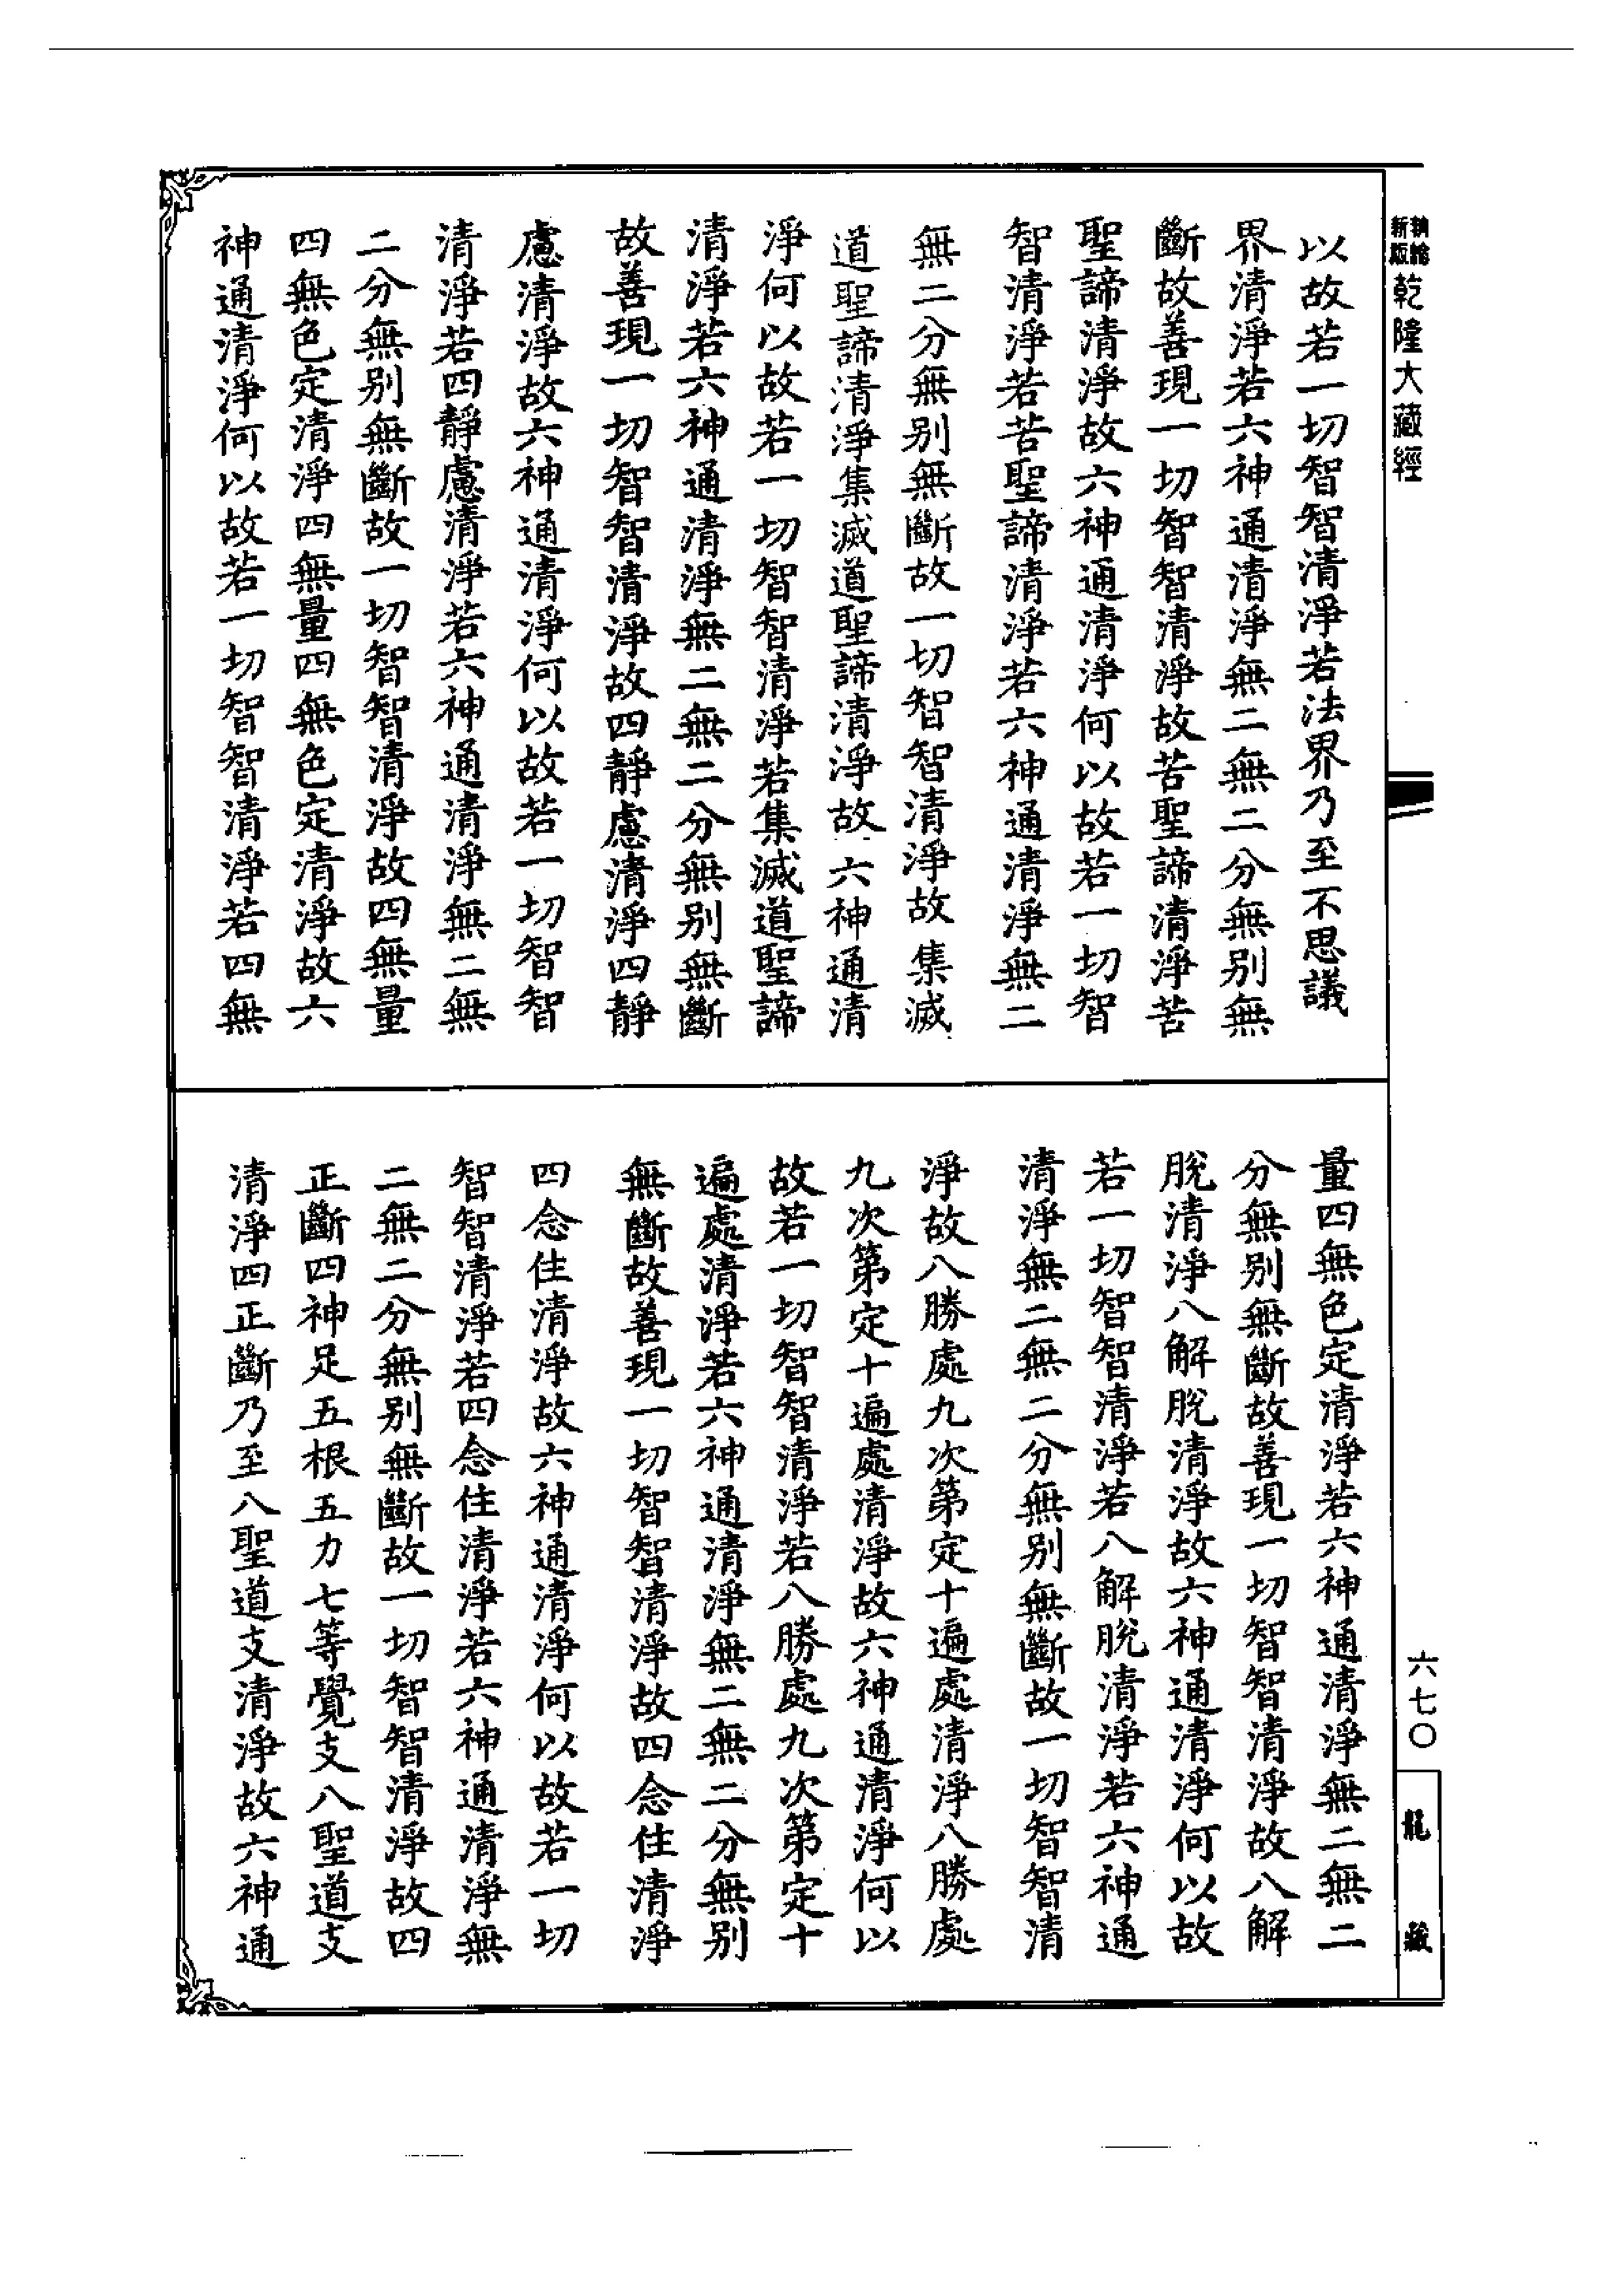 新版
乾隆大藏經
以故若一切智智清淨若法界乃至不思議
界清淨若六神通清淨無二無二分無別無
斷故善現一切智智清淨故苦聖諦清淨苦
聖諦清淨故六神通清淨何以故若一切智
智清淨若苦聖諦清淨若六神通清淨無二
無二分無別無斷故一切智智清淨故集滅
道聖諦清淨集滅道聖諦清淨故六神通清
淨何以故若一切智智清淨若集滅道聖諦
清淨若六神通清淨無二無二分無別無斷
故善現一切智智清淨故四靜慮清淨四靜
慮清淨故六神通清淨何以故若一切智智
清淨若四靜慮清淨若六神通清淨無二無
二分無別無斷故一切智智清淨故四無量
四無色定清淨四無量四無色定清淨故六
神通清淨何以故若一切智智清淨若四無
量四無色定清淨若六神通清淨無二無二
分無別無斷故善現一切智智清淨故八解
脫清淨八解脫清淨故六神通清淨何以故
若一切智智清淨若八解脫清淨若六神通
清淨無二無二分無別無斷故一切智智清
淨故八勝處九次第定十遍處清淨八勝處
九次第定十遍處清淨故六神通清淨何以
故若一切智智清淨若八勝處九次第定十
遍處清淨若六神通清淨無二無二分無別
無斷故善現一切智智清淨故四念住清淨
四念住清淨故六神通清淨何以故若一切
智智清淨若四念住清淨若六神通清淨無
二無二分無別無斷故一切智智清淨故四
正斷四神足五根五力七等覺支八聖道支
清淨四正斷乃至八聖道支清淨故六神通
六七〇
龍藏